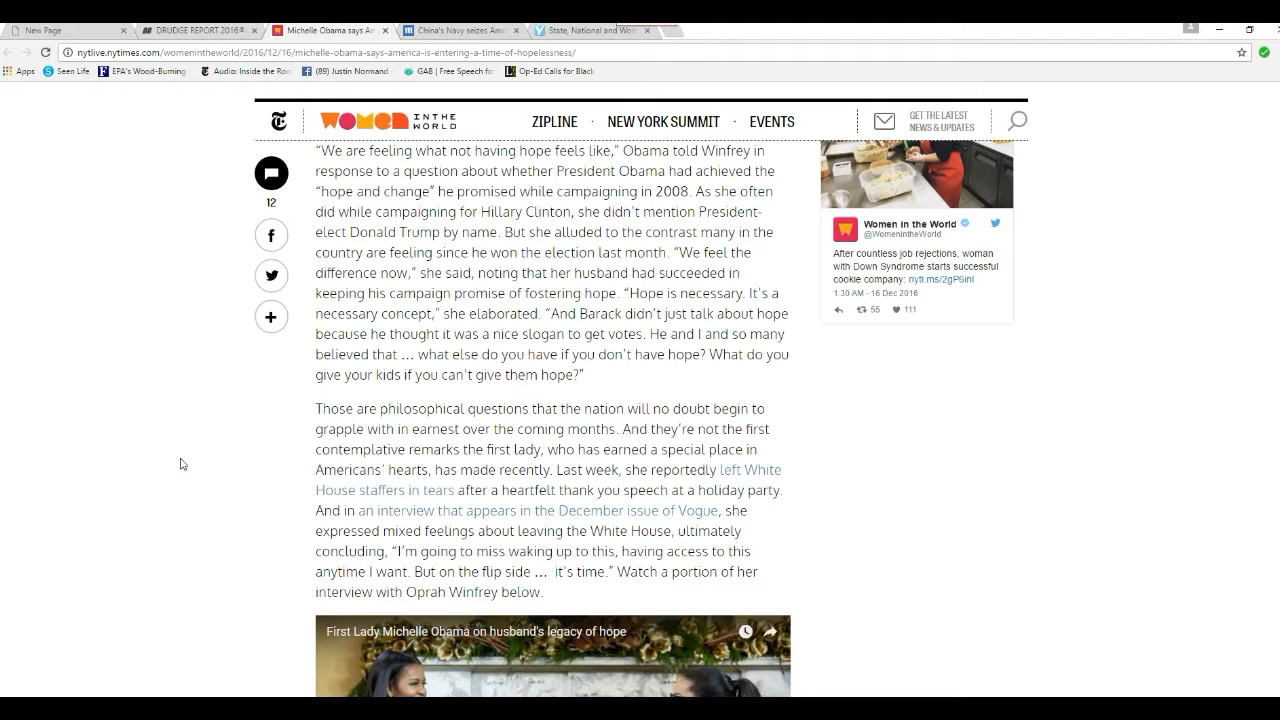 New Page
DRUDGE REPORT 2016®
Michelle Obama says Am
China's Navy seizes Ame
State, National and Wor
nytlive.nytimes.com/womenintheworld/2016/12/16/michelle-obama-says-america-is-entering-a-time-of-hopelessness/
Apps
Seen Life
EPA's Wood-Burning
Audio: Inside the Roo
(89) Justin Normand -
GAB | Free Speech fo
Op-Ed Calls for Black
WOMEN IN THE WORLD
ZIPLINE · NEW YORK SUMMIT · EVENTS
GET THE LATEST
NEWS & UPDATES
12
“We are feeling what not having hope feels like,” Obama told Winfrey in
response to a question about whether President Obama had achieved the
“hope and change” he promised while campaigning in 2008. As she often
did while campaigning for Hillary Clinton, she didn’t mention President-
elect Donald Trump by name. But she alluded to the contrast many in the
country are feeling since he won the election last month. “We feel the
difference now,” she said, noting that her husband had succeeded in
keeping his campaign promise of fostering hope. “Hope is necessary. It’s a
necessary concept,” she elaborated. “And Barack didn’t just talk about hope
because he thought it was a nice slogan to get votes. He and I and so many
believed that … what else do you have if you don’t have hope? What do you
give your kids if you can’t give them hope?”
Those are philosophical questions that the nation will no doubt begin to
grapple with in earnest over the coming months. And they’re not the first
contemplative remarks the first lady, who has earned a special place in
Americans’ hearts, has made recently. Last week, she reportedly left White
House staffers in tears after a heartfelt thank you speech at a holiday party.
And in an interview that appears in the December issue of Vogue, she
expressed mixed feelings about leaving the White House, ultimately
concluding, “I’m going to miss waking up to this, having access to this
anytime I want. But on the flip side … it’s time.” Watch a portion of her
interview with Oprah Winfrey below.
First Lady Michelle Obama on husband's legacy of hope
Women in the World
@WomenintheWorld
After countless job rejections, woman
with Down Syndrome starts successful
cookie company: nyti.ms/2gP6inI
1:30 AM - 16 Dec 2016
55 111